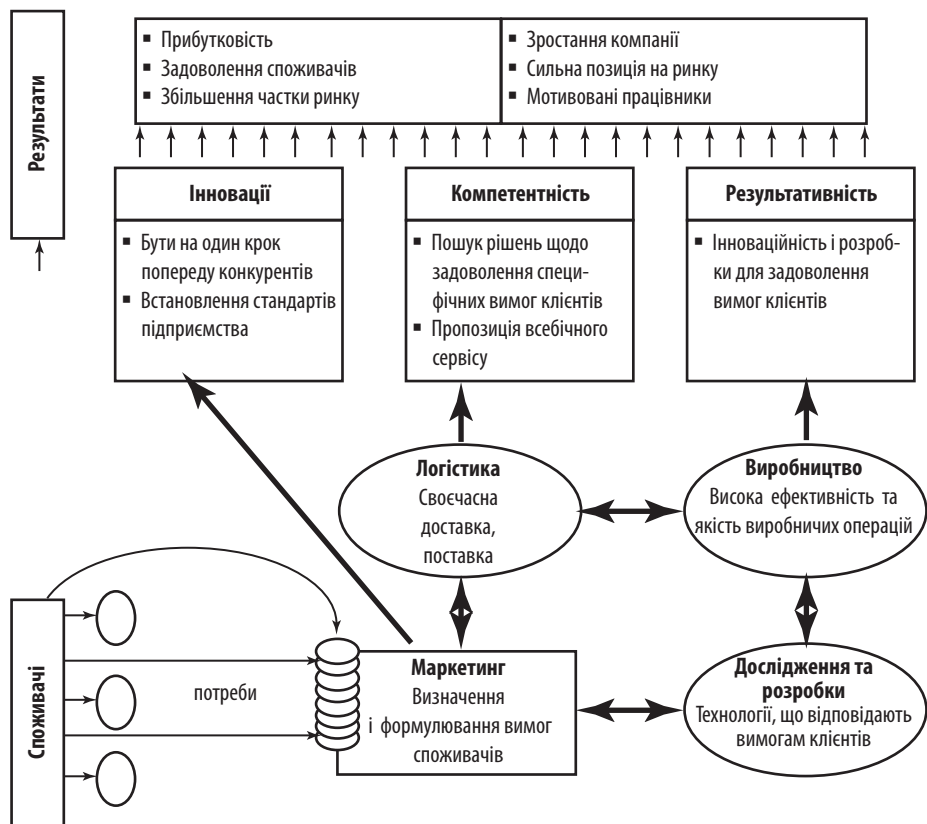 Результати
▪ Прибутковість
▪ Задоволення споживачів
▪ Збільшення частки ринку
▪ Зростання компанії
▪ Сильна позиція на ринку
▪ Мотивовані працівники
Інновації
▪ Бути на один крок
попереду конкурентів
▪ Встановлення стандартів
підприємства
Компетентність
▪ Пошук рішень щодо
задоволення специ-
фічних вимог клієнтів
▪ Пропозиція всебічного
сервісу
Результативність
▪ Інноваційність і розроб-
ки для задоволення
вимог клієнтів
Логістика
Своєчасна
доставка,
поставка
Виробництво
Висока ефективність та
якість виробничих операцій
Споживачі
потреби
Маркетинг
Визначення
і формулювання вимог
споживачів
Дослідження та
розробки
Технології, що відповідають
вимогам клієнтів